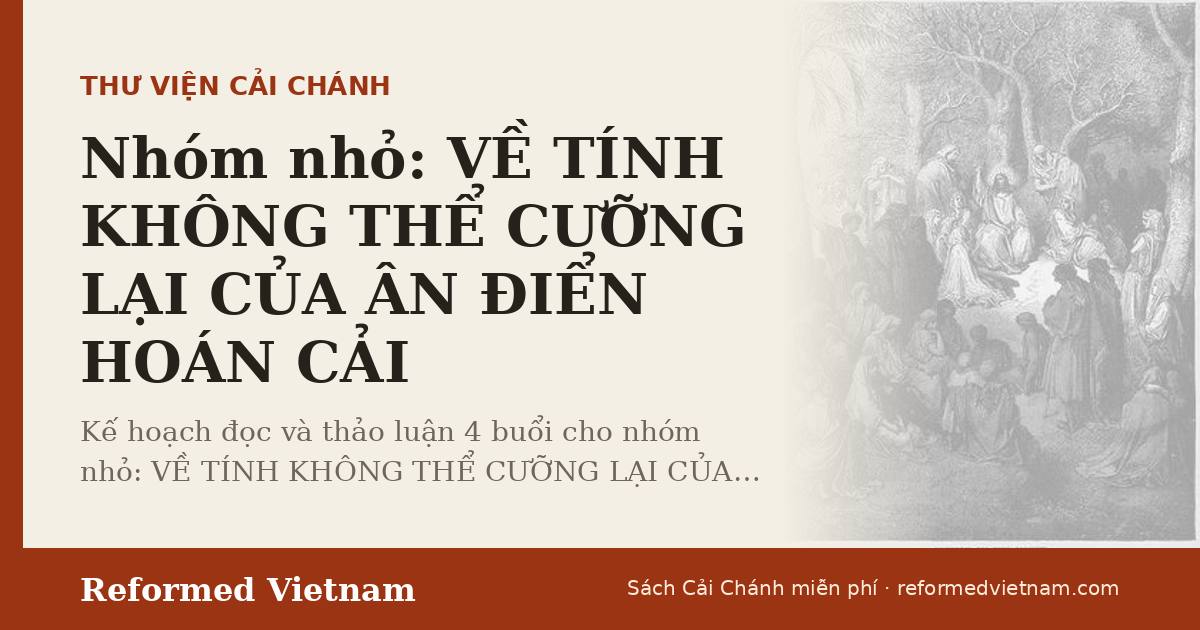 THƯ VIỆN CẢI CHÁNH
Nhóm nhỏ: VỀ TÍNH
KHÔNG THỂ CƯỠNG
LẠI CỦA ÂN ĐIỂN
HOÁN CẢI
Kế hoạch đọc và thảo luận 4 buổi cho nhóm
nhỏ: VỀ TÍNH KHÔNG THỂ CƯỠNG LẠI CỦA…
Reformed Vietnam
Sách Cải Chánh miễn phí · reformedvietnam.com